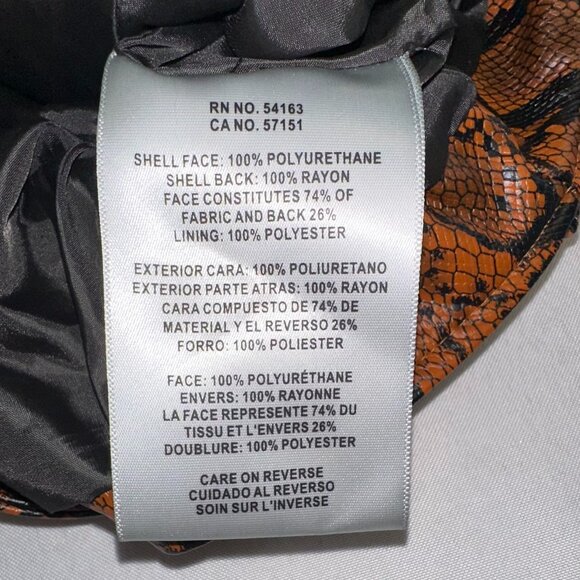 RN NO. 54163
CA NO. 57151
SHELL FACE: 100% POLYURETHANE
SHELL BACK: 100% RAYON
FACE CONSTITUTES 74% OF
FABRIC AND BACK 26%
LINING: 100% POLYESTER
EXTERIOR CARA: 100% POLIURETANO
EXTERIOR PARTE ATRAS: 100% RAYON
CARA COMPUESTO DE 74% DE
MATERIAL Y EL REVERSO 26%
FORRO: 100% POLIESTER
FACE: 100% POLYURÉTHANE
ENVERS: 100% RAYONNE
LA FACE REPRESENTE 74% DU
TISSU ET L'ENVERS 26%
DOUBLURE: 100% POLYESTER
CARE ON REVERSE
CUIDADO AL REVERSO
SOIN SUR L'INVERSE